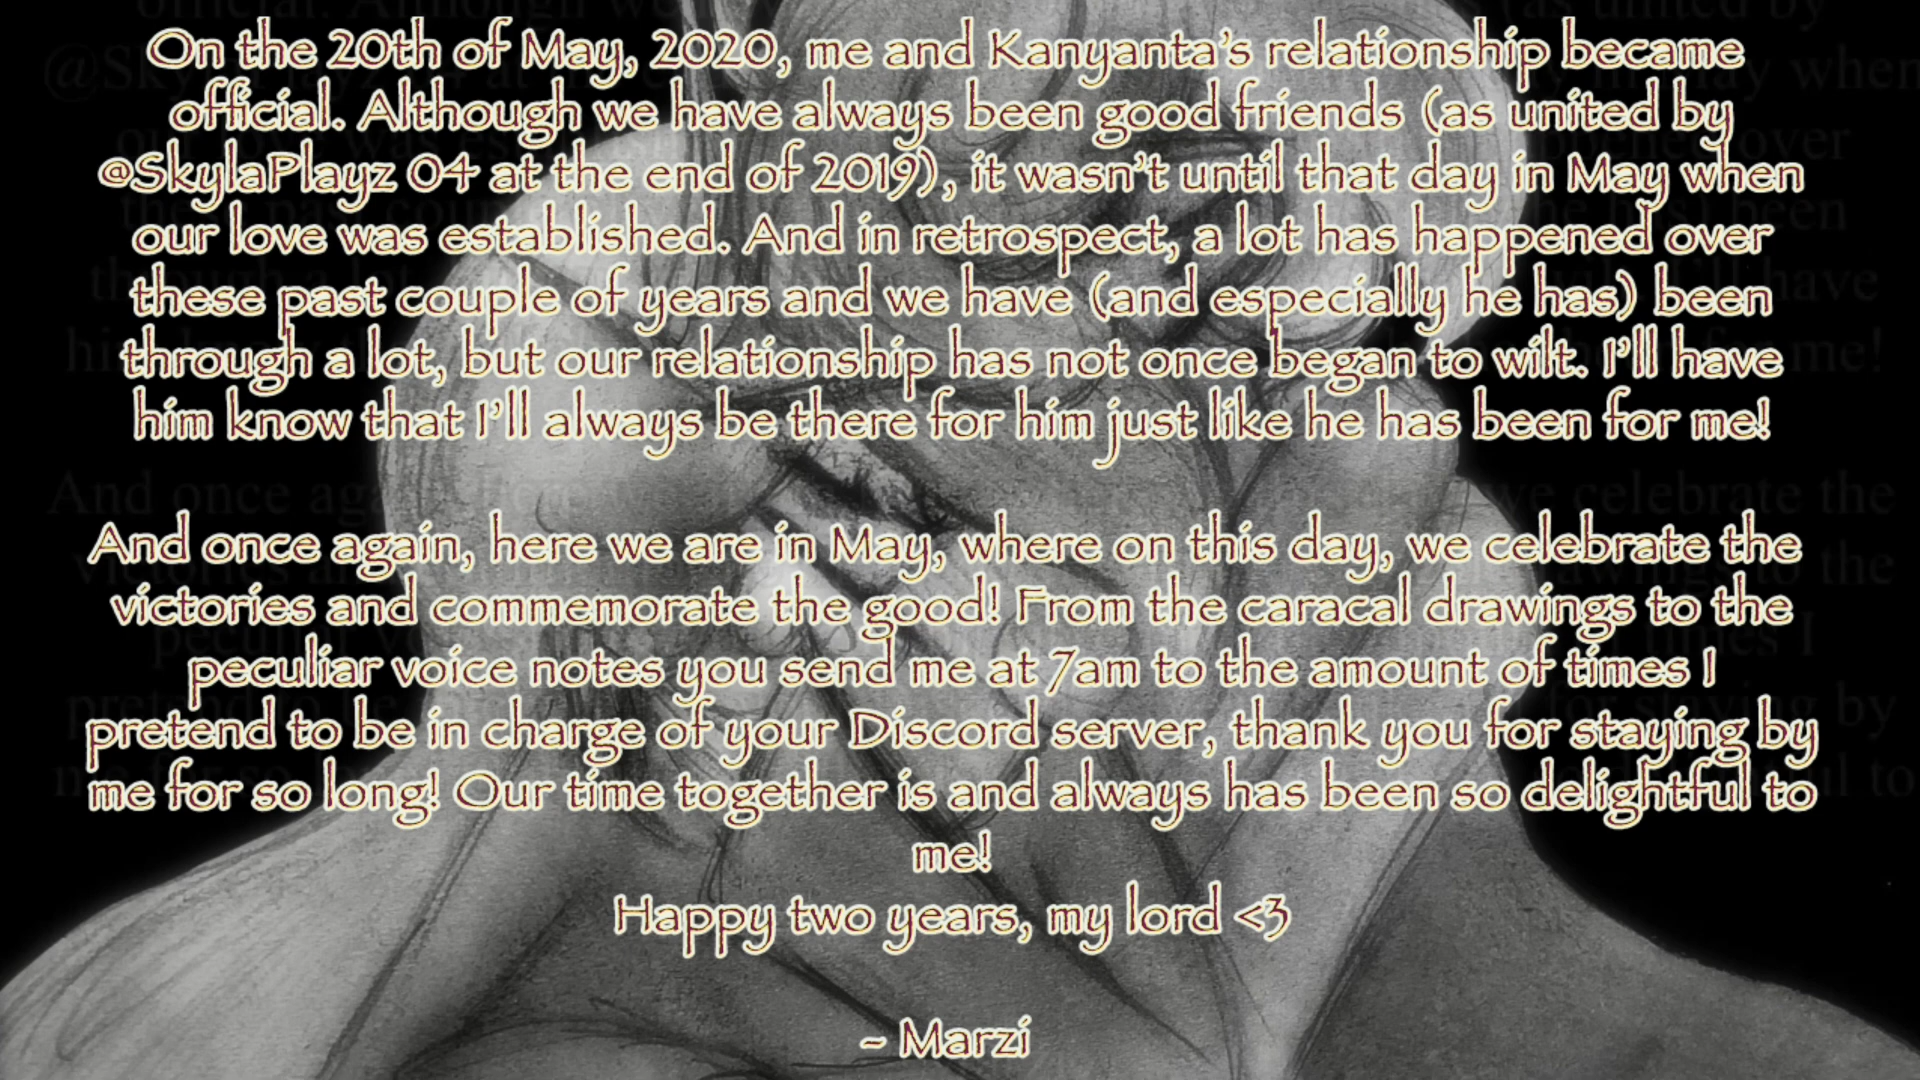 On the 20th of May, 2020, me and Kanyanta's relationship became
official. Although we have always been good friends (as united by
@SkylaPlayz 04 at the end of 2019), it wasn't until that day in May when
our love was established. And in retrospect, a lot has happened over
these past couple of years and we have (and especially he has) been
through a lot, but our relationship has not once began to wilt. I'll have
him know that I'll always be there for him just like he has been for me!
And once again, here we are in May, where on this day, we celebrate the
victories and commemorate the good! From the caracal drawings to the
peculiar voice notes you send me at 7am to the amount of times I
pretend to be in charge of your Discord server, thank you for staying by
me for so long! Our time together is and always has been so delightful to
me!
Happy two years, my lord <3
~ Marzi